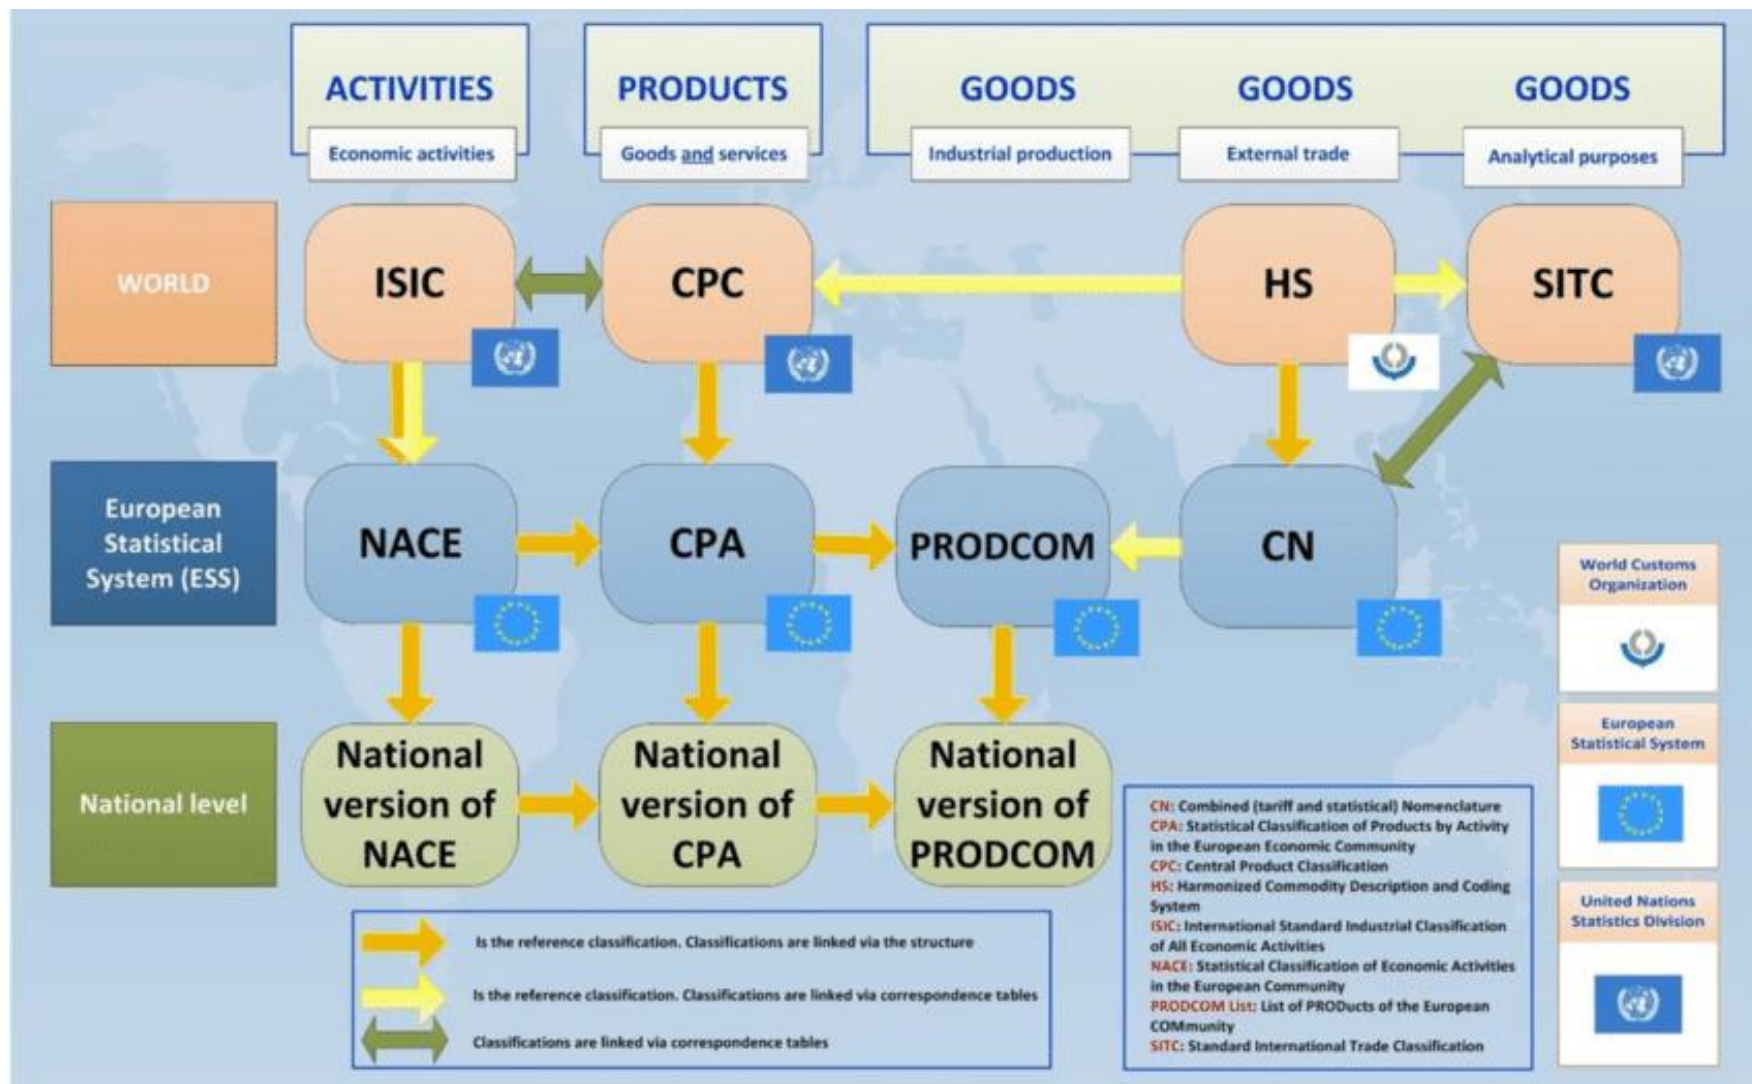 ACTIVITIES
Economic activities
PRODUCTS
Goods and services
GOODS
Industrial production
GOODS
External trade
GOODS
Analytical purposes
WORLD
ISIC
CPC
HS
SITC
European
Statistical
System (ESS)
NACE
CPA
PRODCOM
CN
National level
National
version of
NACE
National
version of
CPA
National
version of
PRODCOM
World Customs
Organization
European
Statistical System
United Nations
Statistics Division
Is the reference classification. Classifications are linked via the structure
Is the reference classification. Classifications are linked via correspondence tables
Classifications are linked via correspondence tables
CN: Combined (tariff and statistical) Nomenclature
CPA: Statistical Classification of Products by Activity
in the European Economic Community
CPC: Central Product Classification
HS: Harmonized Commodity Description and Coding
System
ISIC: International Standard Industrial Classification
of All Economic Activities
NACE: Statistical Classification of Economic Activities
in the European Community
PRODCOM List: List of PRODucts of the European
COMmunity
SITC: Standard International Trade Classification